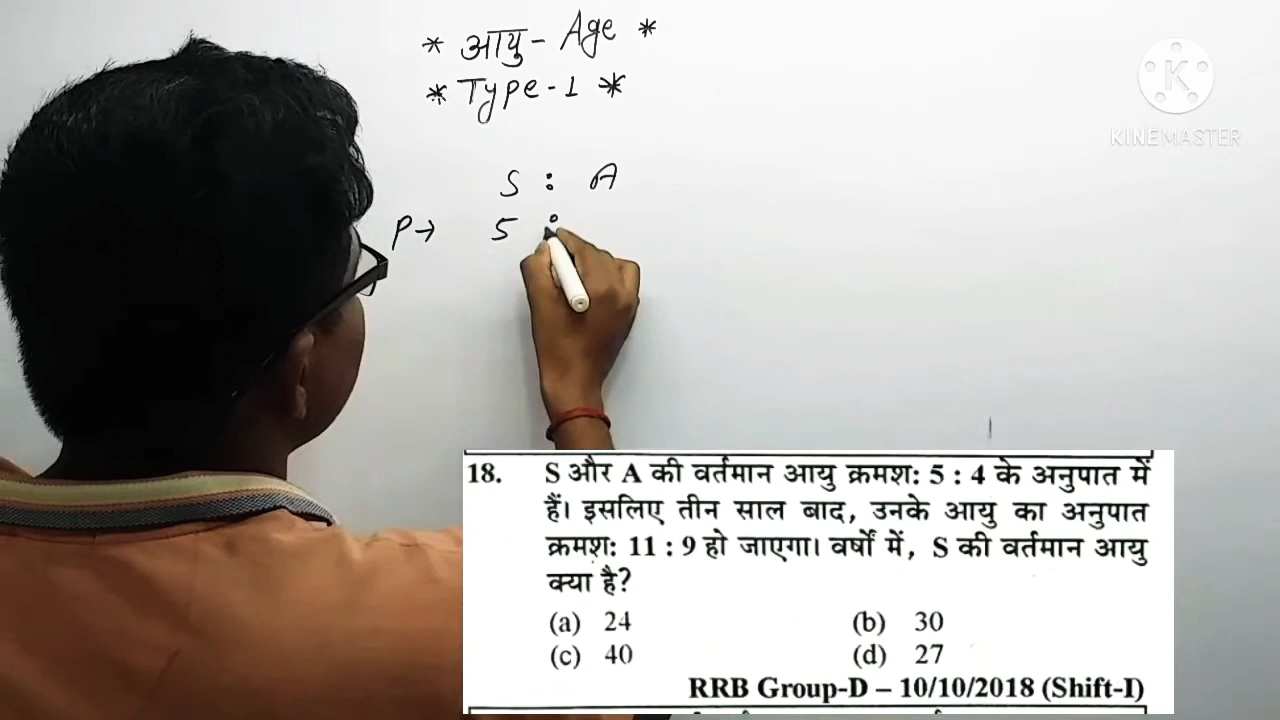 * आयु - Age *
* Type-1 *
S : A
P→ 5 :
KINEMASTER
18. S और A की वर्तमान आयु क्रमश: 5 : 4 के अनुपात में
हैं। इसलिए तीन साल बाद, उनके आयु का अनुपात
क्रमश: 11 : 9 हो जाएगा। वर्षों में, S की वर्तमान आयु
क्या है?
(a) 24 (b) 30
(c) 40 (d) 27
RRB Group-D – 10/10/2018 (Shift-I)